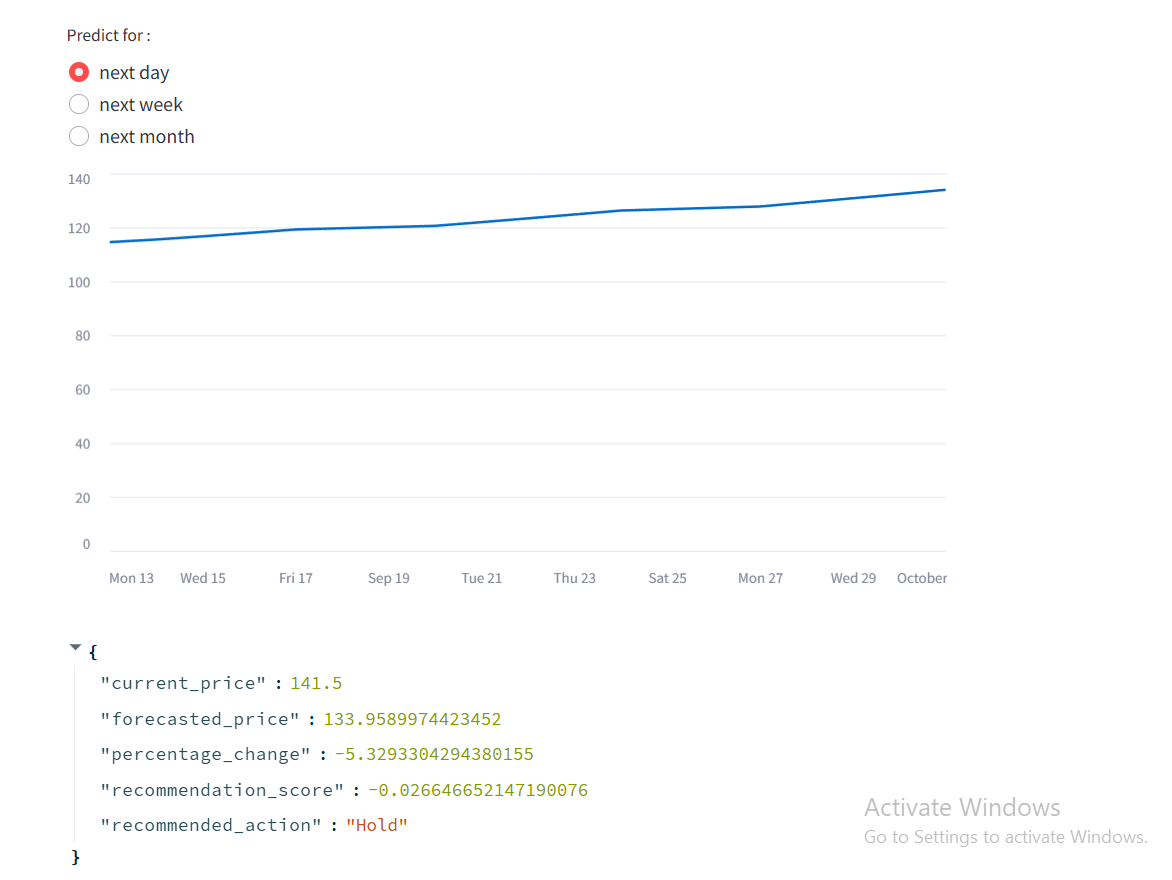 Predict for :
next day
next week
next month
140
120
100
80
60
40
20
0
Mon 13 Wed 15 Fri 17 Sep 19 Tue 21 Thu 23 Sat 25 Mon 27 Wed 29 October
{
"current_price" : 141.5
"forecasted_price" : 133.9589974423452
"percentage_change" : -5.3293304294380155
"recommendation_score" : -0.026646652147190076
"recommended_action" : "Hold"
}
Activate Windows
Go to Settings to activate Windows.